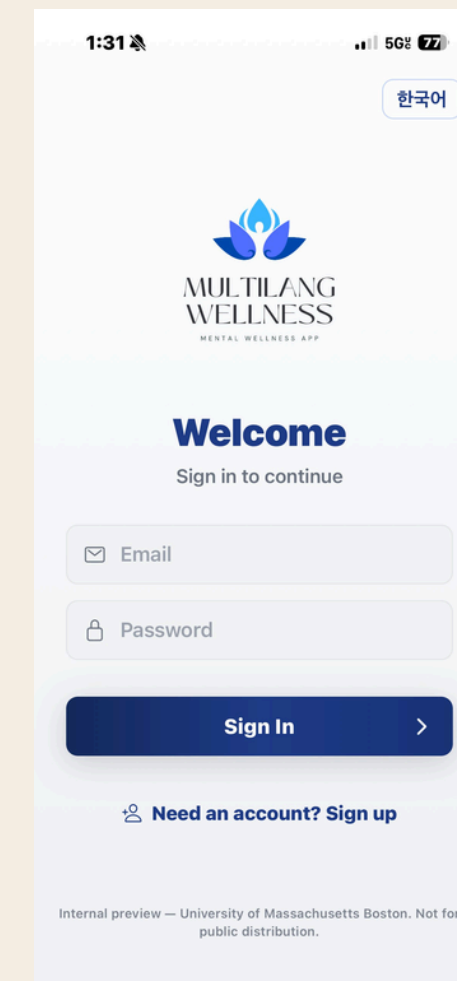 1:31
5G
77
한국어
MULTILANG
WELLNESS
MENTAL WELLNESS APP
Welcome
Sign in to continue
Email
Password
Sign In
Need an account? Sign up
Internal preview — University of Massachusetts Boston. Not for
public distribution.